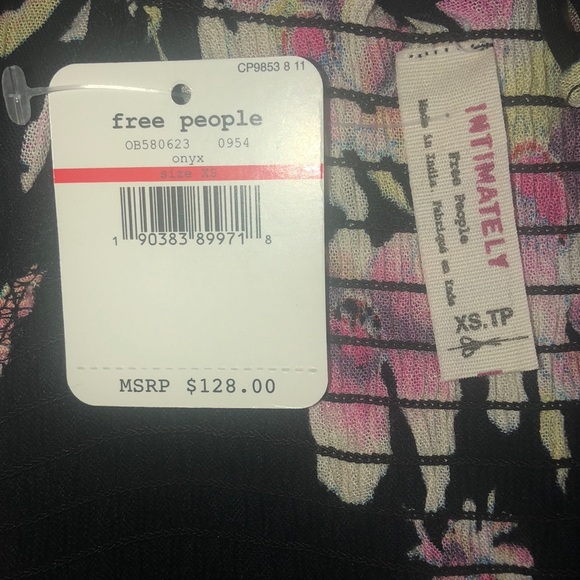 CP9853 8 11
free people
OB580623 0954
onyx
size XS
1 90383 89971 8
MSRP $128.00
INTIMATELY
Free People
Made in India. Fabriqué en Inde
XS.TP